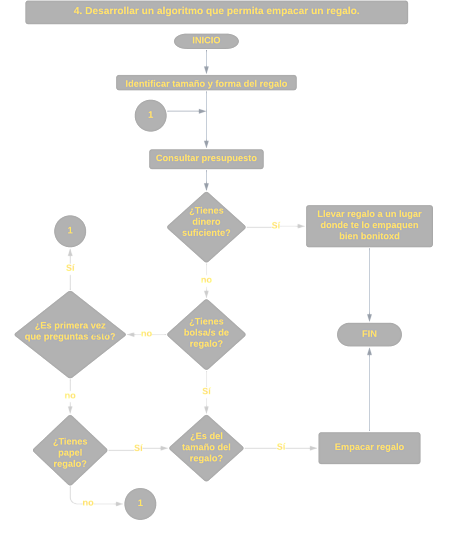 4. Desarrollar un algoritmo que permita empacar un regalo.
INICIO
Identificar tamaño y forma del regalo
1
Consultar presupuesto
¿Tienes
dinero
suficiente?
Si
Llevar regalo a un lugar
donde te lo empaquen
bien bonitoxd
1
Si
no
¿Es primera vez
que preguntas esto?
no
¿Tienes
bolsa/s de
regalo?
FIN
no
Si
¿Tienes
papel
regalo?
Si
¿Es del
tamaño del
regalo?
Si
Empacar regalo
no
1